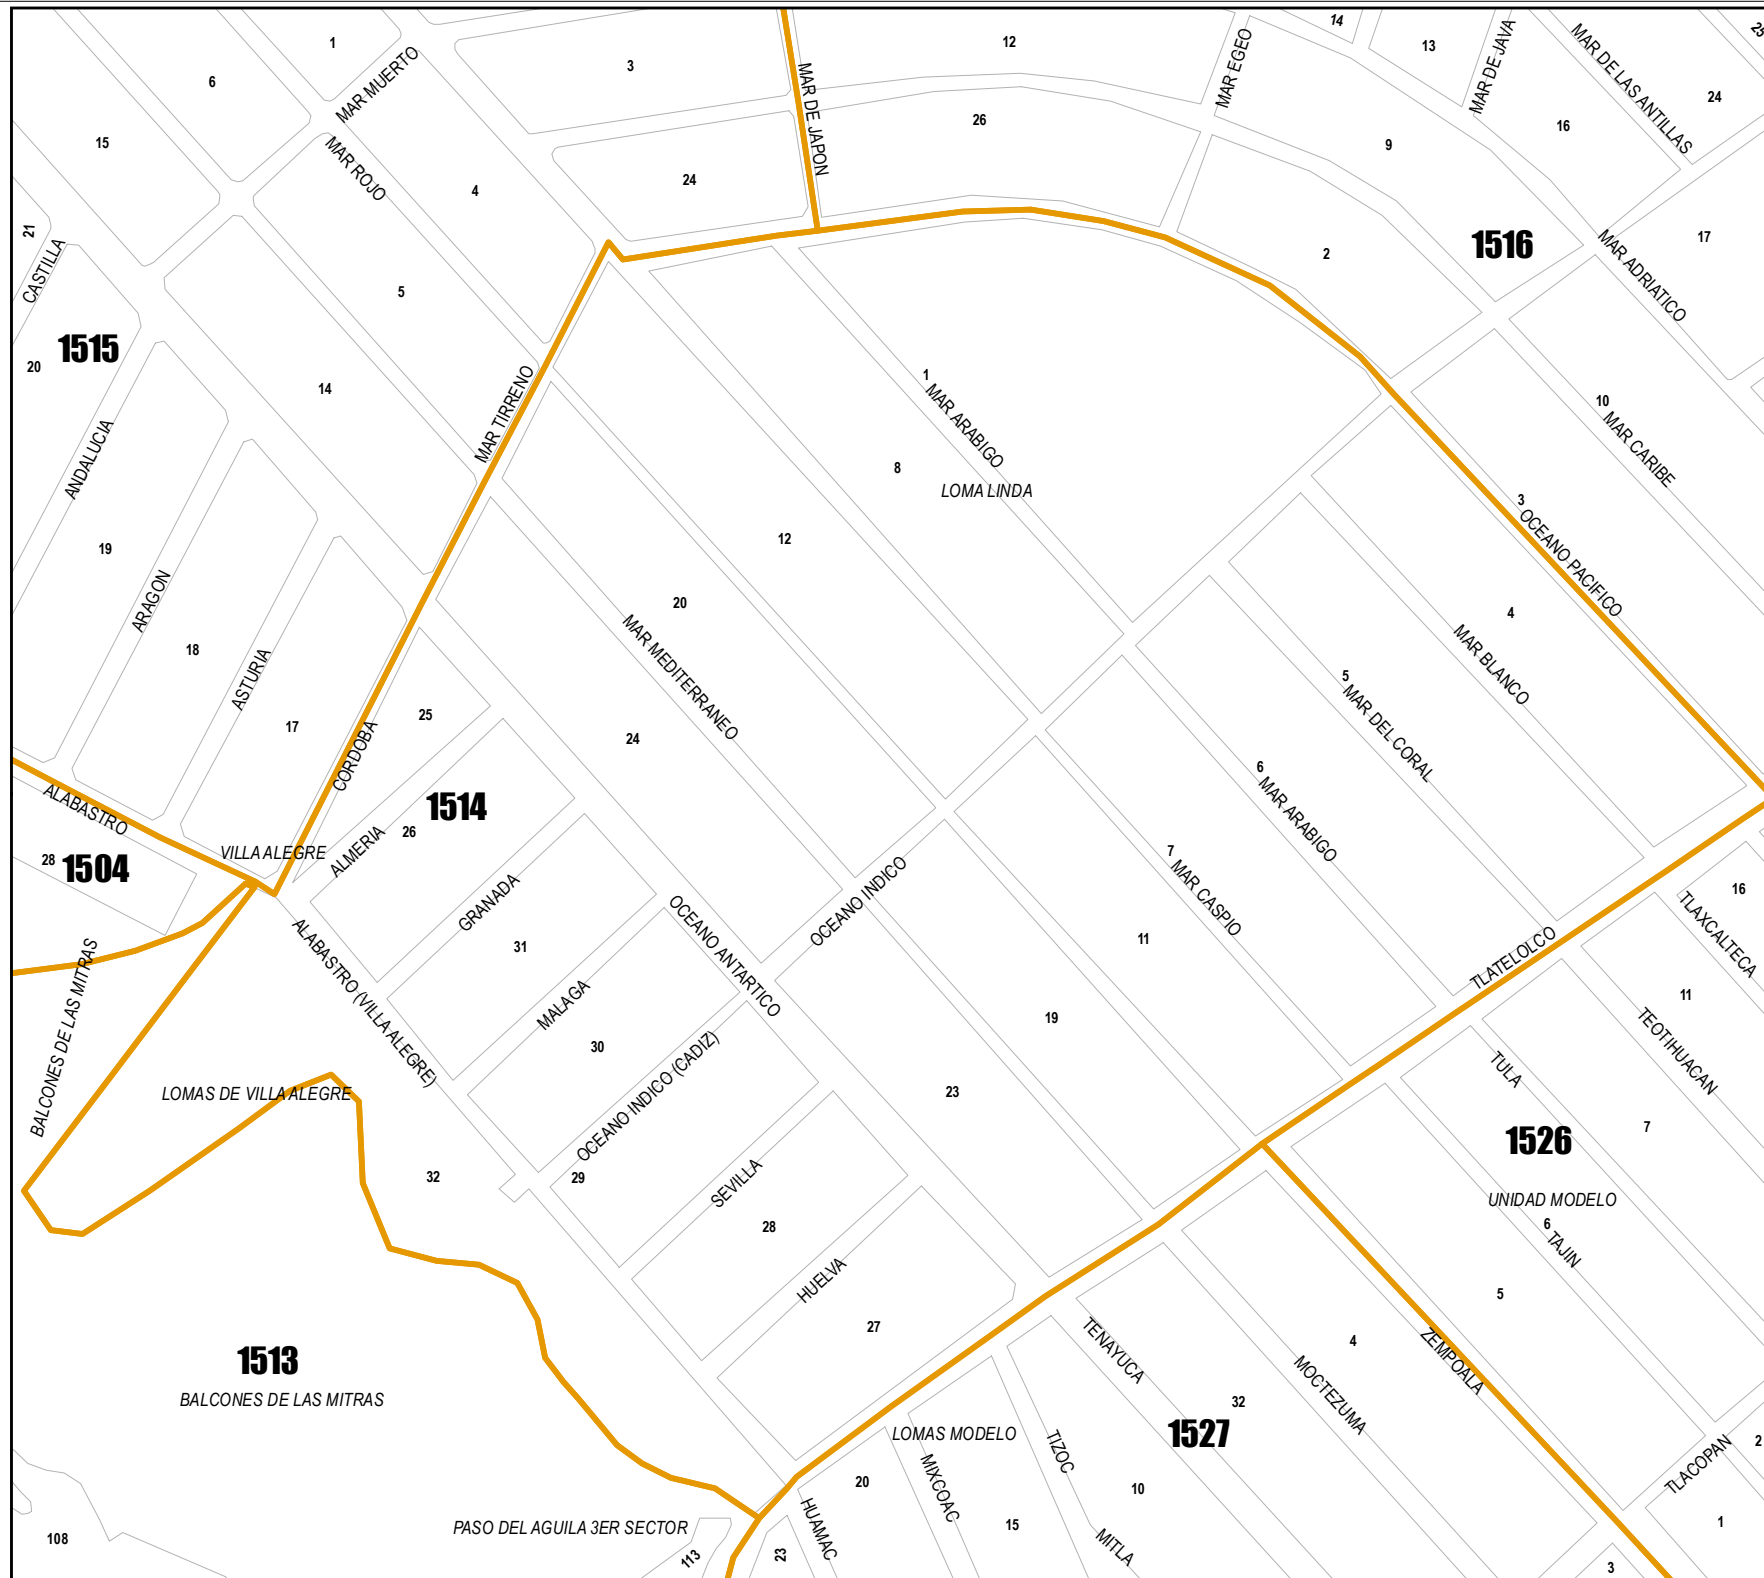 1
MAR MUERTO
6
3
MAR DE JAPON
12
MAR EGEO
14
13
MAR DE JAVA
MAR DE LAS ANTILLAS
25
24
15
MAR ROJO
4
24
26
9
16
21
CASTILLA
5
2
1516
MAR ADRIATICO
17
1515
20
14
MAR TIRRENO
1
MAR ARABIGO
10
MAR CARIBE
ANDALUCIA
8
LOMA LINDA
3
OCEANO PACIFICO
19
12
ARAGON
20
MAR MEDITERRANEO
4
MAR BLANCO
18
ASTURIA
5
MAR DEL CORAL
17
25
CORDOBA
24
6
MAR ARABIGO
ALABASTRO
1514
26
ALMERIA
VILLA ALEGRE
28
1504
7
MAR CASPIO
OCEANO INDICO
GRANADA
OCEANO ANTARTICO
16
TLAXCALTECA
ALABASTRO (VILLA ALEGRE)
31
11
TLATELOLCO
11
BALCONES DE LAS MITRAS
MALAGA
19
TEOTIHUACAN
30
OCEANO INDICO (CADIZ)
TULA
LOMAS DE VILLA ALEGRE
23
1526
7
32
29
SEVILLA
UNIDAD MODELO
28
6
TAJIN
HUELVA
5
27
TENAYUCA
4
ZEMPOALA
1513
BALCONES DE LAS MITRAS
MOCTEZUMA
32
1527
LOMAS MODELO
TIZOC
2
TLACOPAN
20
MIXCOAC
10
HUAMAC
15
1
PASO DEL AGUILA 3ER SECTOR
MITLA
108
113
23
3